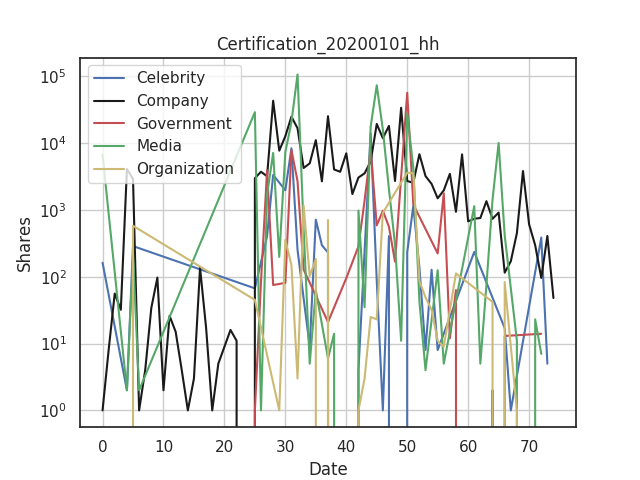 Certification_20200101_hh
Celebrity
Company
Government
Media
Organization
10^5
10^4
10^3
10^2
10^1
10^0
Shares
0 10 20 30 40 50 60 70
Date